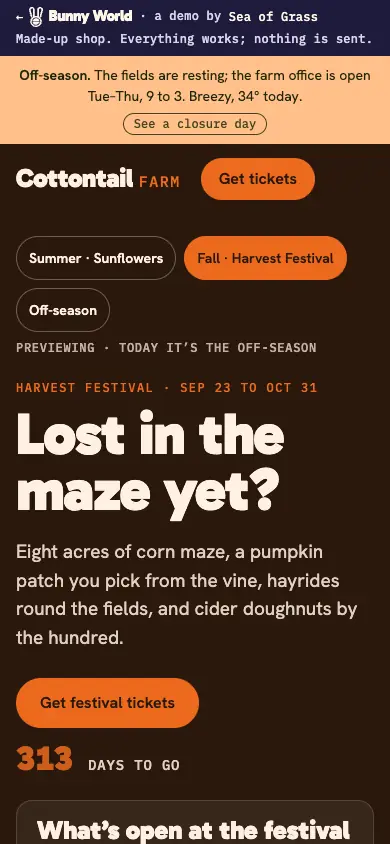 ← Bunny World · a demo by Sea of Grass
Made-up shop. Everything works; nothing is sent.
Off-season. The fields are resting; the farm office is open
Tue–Thu, 9 to 3. Breezy, 34° today.
See a closure day
Cottontail FARM
Get tickets
Summer · Sunflowers
Fall · Harvest Festival
Off-season
PREVIEWING · TODAY IT’S THE OFF-SEASON
HARVEST FESTIVAL · SEP 23 TO OCT 31
Lost in the
maze yet?
Eight acres of corn maze, a pumpkin
patch you pick from the vine, hayrides
round the fields, and cider doughnuts by
the hundred.
Get festival tickets
313 DAYS TO GO
What’s open at the festival